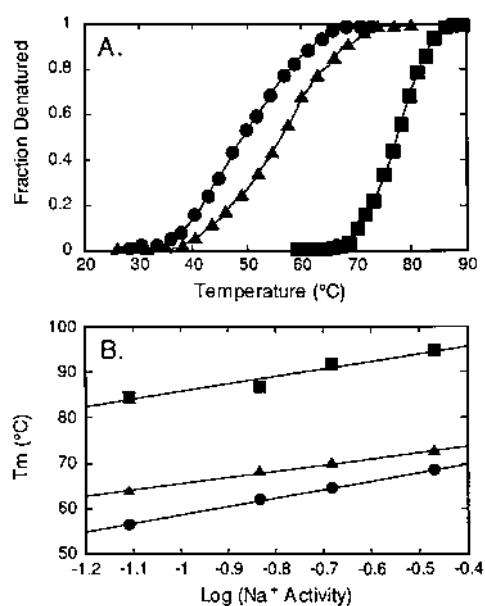 A.
Fraction Denatured
1
0.8
0.6
0.4
0.2
0
20 30 40 50 60 70 80 90
Temperature (°C)
B.
Tm (°C)
100
90
80
70
60
50
-1.2 -1.1 -1 -0.9 -0.8 -0.7 -0.6 -0.5 -0.4
Log (Na⁺ Activity)